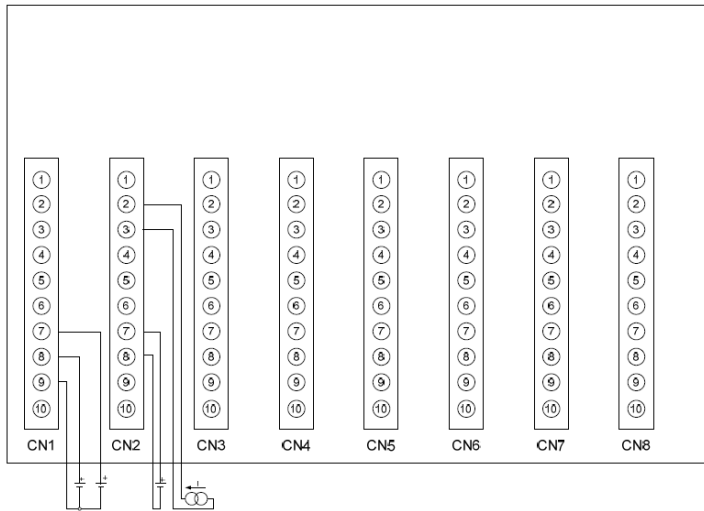 1 1 1 1 1 1 1 1
2 2 2 2 2 2 2 2
3 3 3 3 3 3 3 3
4 4 4 4 4 4 4 4
5 5 5 5 5 5 5 5
6 6 6 6 6 6 6 6
7 7 7 7 7 7 7 7
8 8 8 8 8 8 8 8
9 9 9 9 9 9 9 9
10 10 10 10 10 10 10 10
CN1 CN2 CN3 CN4 CN5 CN6 CN7 CN8
+ + + I